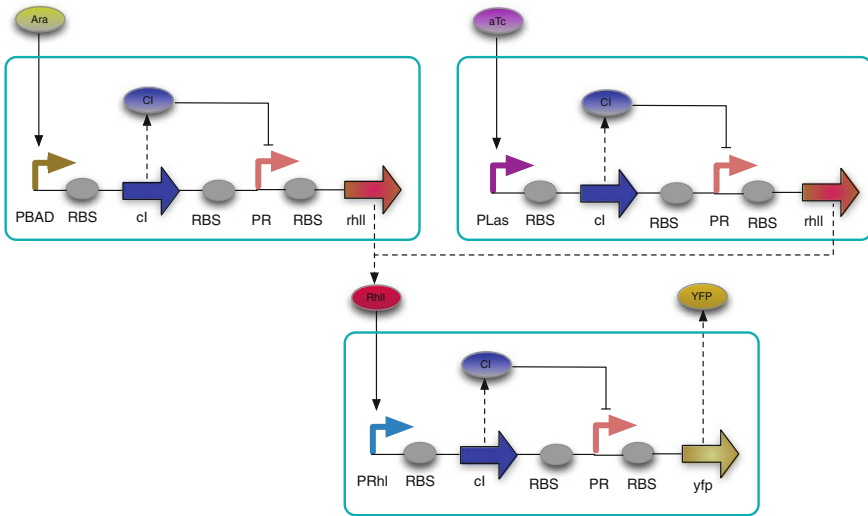 Ara
aTc
CI
CI
PBAD RBS cI RBS PR RBS rhlI
PLas RBS cI RBS PR RBS rhlI
RhlI
YFP
CI
PRhl RBS cI RBS PR RBS yfp